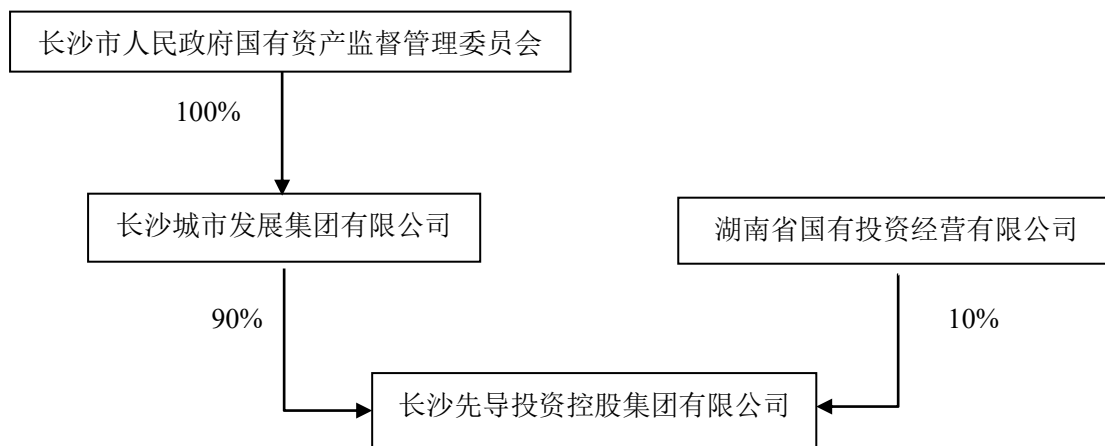 长沙市人民政府国有资产监督管理委员会
100%
长沙城市发展集团有限公司
湖南省国有投资经营有限公司
90%
10%
长沙先导投资控股集团有限公司